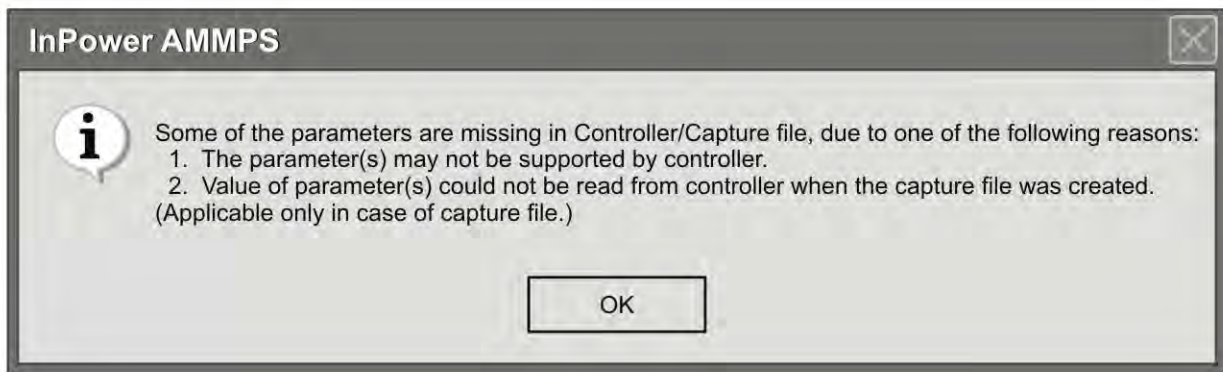 InPower AMMPS
Some of the parameters are missing in Controller/Capture file, due to one of the following reasons:
1. The parameter(s) may not be supported by controller.
2. Value of parameter(s) could not be read from controller when the capture file was created.
(Applicable only in case of capture file.)
OK